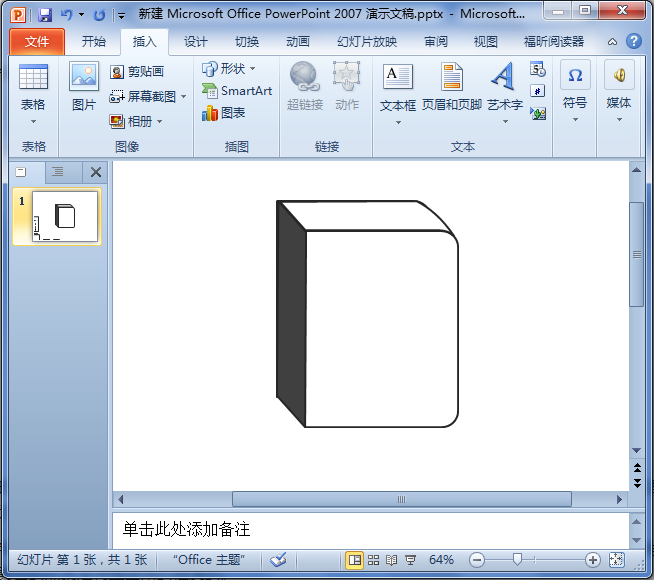 新建 Microsoft Office PowerPoint 2007 演示文稿.pptx - Microsoft...
文件 开始 插入 设计 切换 动画 幻灯片放映 审阅 视图 福昕阅读器
表格
表格
图片
剪贴画
屏幕截图
相册
图像
形状
SmartArt
图表
插图
超链接
动作
链接
文本框
页眉和页脚
艺术字
文本
符号
媒体
1
单击此处添加备注
幻灯片 第 1 张，共 1 张 "Office 主题" 64%